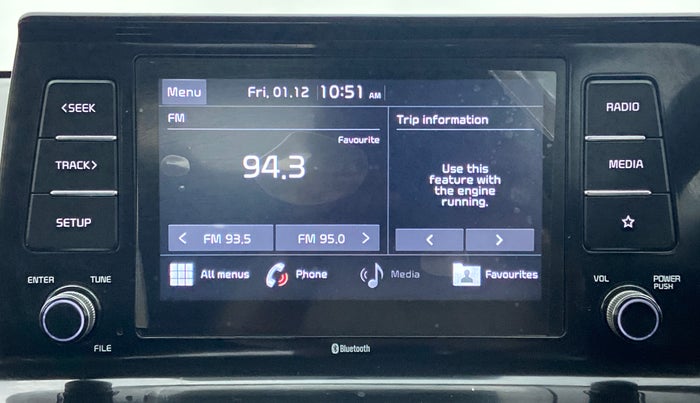 Menu Fri, 01.12 10:51 AM
<SEEK
TRACK>
SETUP
FM
Favourite
94.3
< FM 93.5 FM 95.0 >
Trip information
Use this
feature with
the engine
running.
< >
All menus Phone Media Favourites
RADIO
MEDIA
ENTER TUNE
FILE
VOL POWER
PUSH
Bluetooth